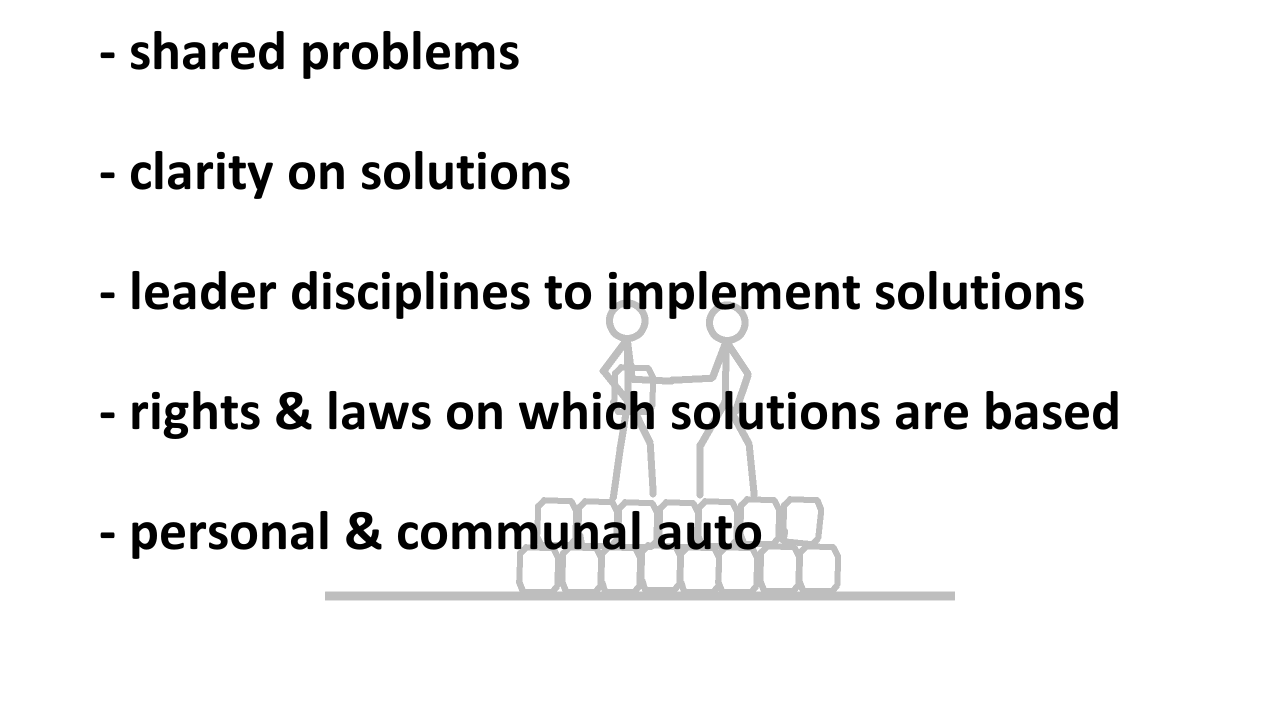 - shared problems
- clarity on solutions
- leader disciplines to implement solutions
- rights & laws on which solutions are based
- personal & communal auto